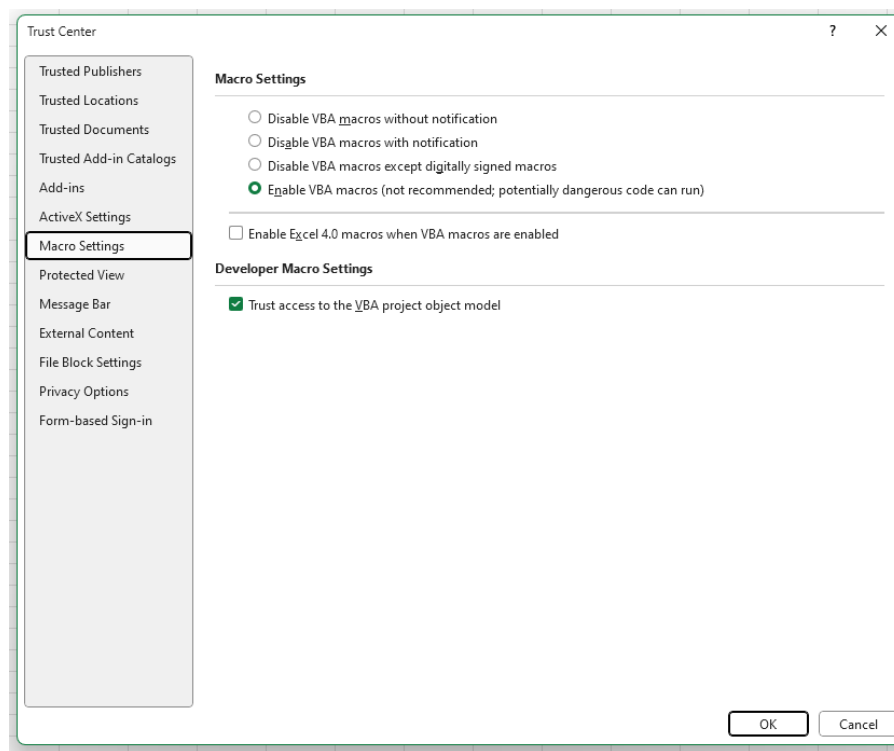 Trust Center
?
Trusted Publishers
Trusted Locations
Trusted Documents
Trusted Add-in Catalogs
Add-ins
ActiveX Settings
Macro Settings
Protected View
Message Bar
External Content
File Block Settings
Privacy Options
Form-based Sign-in
Macro Settings
Disable VBA macros without notification
Disable VBA macros with notification
Disable VBA macros except digitally signed macros
Enable VBA macros (not recommended; potentially dangerous code can run)
Enable Excel 4.0 macros when VBA macros are enabled
Developer Macro Settings
Trust access to the VBA project object model
OK
Cancel